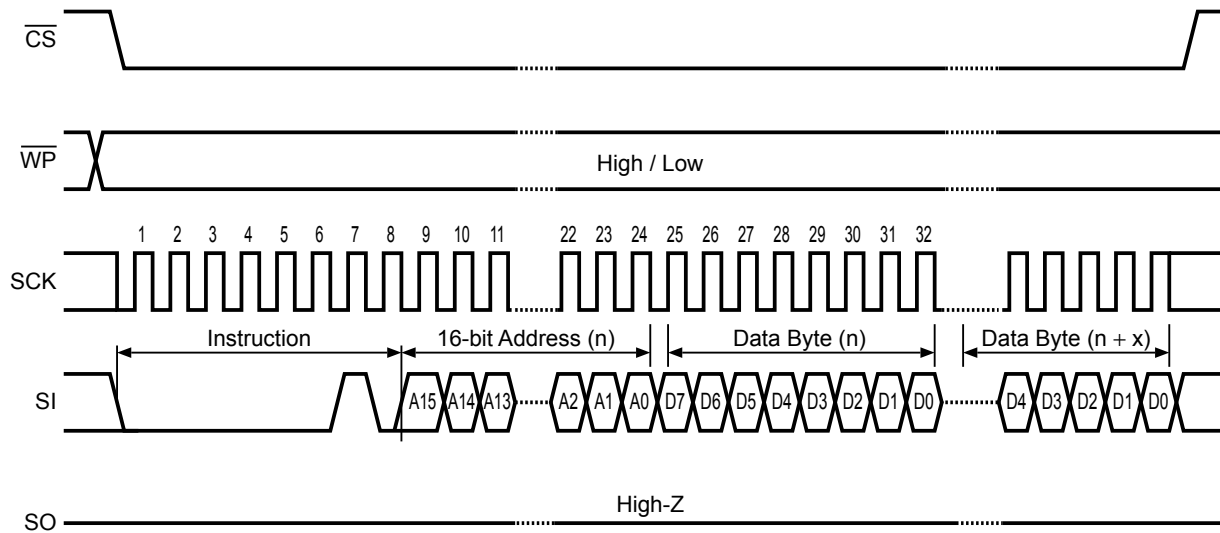 CS
WP
High / Low
1 2 3 4 5 6 7 8 9 10 11 22 23 24 25 26 27 28 29 30 31 32
SCK
Instruction 16-bit Address (n) Data Byte (n) Data Byte (n + x)
SI A15 A14 A13 A2 A1 A0 D7 D6 D5 D4 D3 D2 D1 D0 D4 D3 D2 D1 D0
High-Z
SO